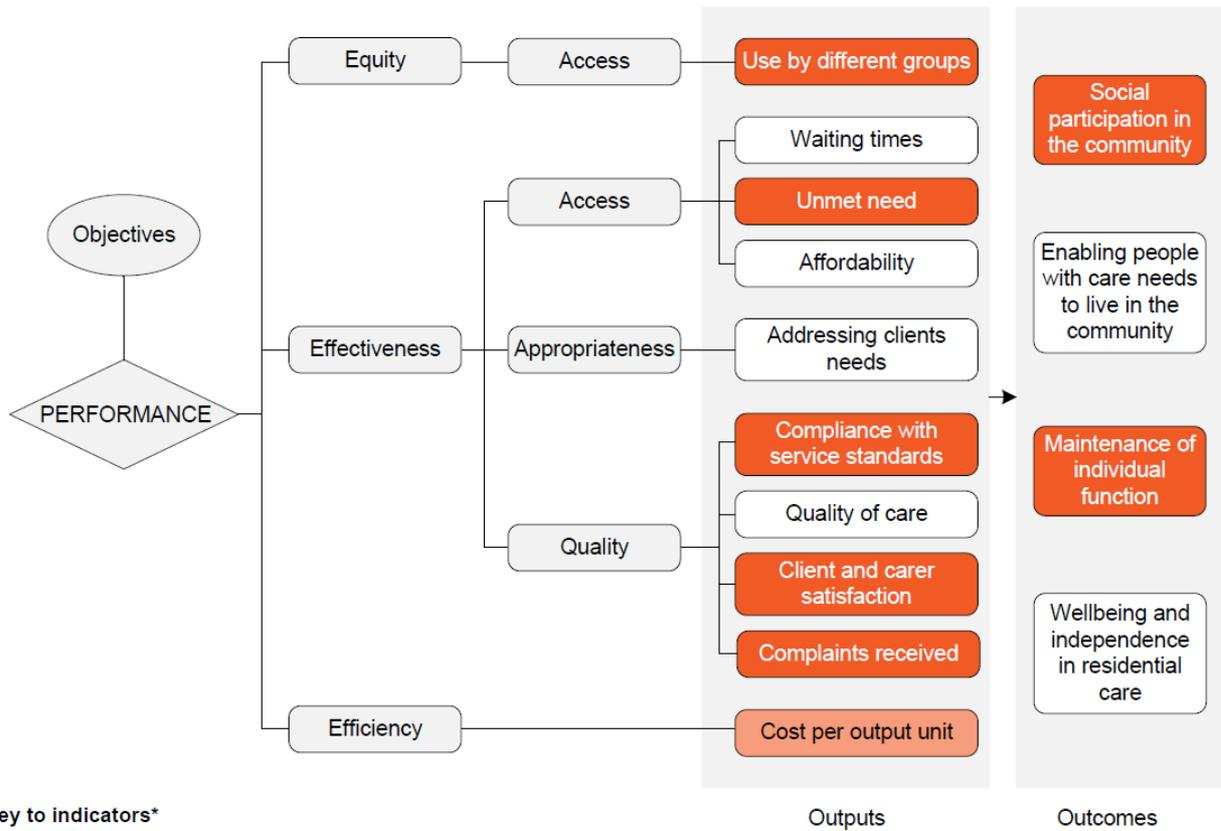 Equity
Access
Use by different groups
Waiting times
Access
Unmet need
Affordability
Objectives
Effectiveness
Appropriateness
Addressing clients
needs
PERFORMANCE
Compliance with
service standards
Quality of care
Quality
Client and carer
satisfaction
Complaints received
Efficiency
Cost per output unit
Social
participation in
the community
Enabling people
with care needs
to live in the
community
Maintenance of
individual
function
Wellbeing and
independence
in residential
care
ey to indicators*
Outputs
Outcomes